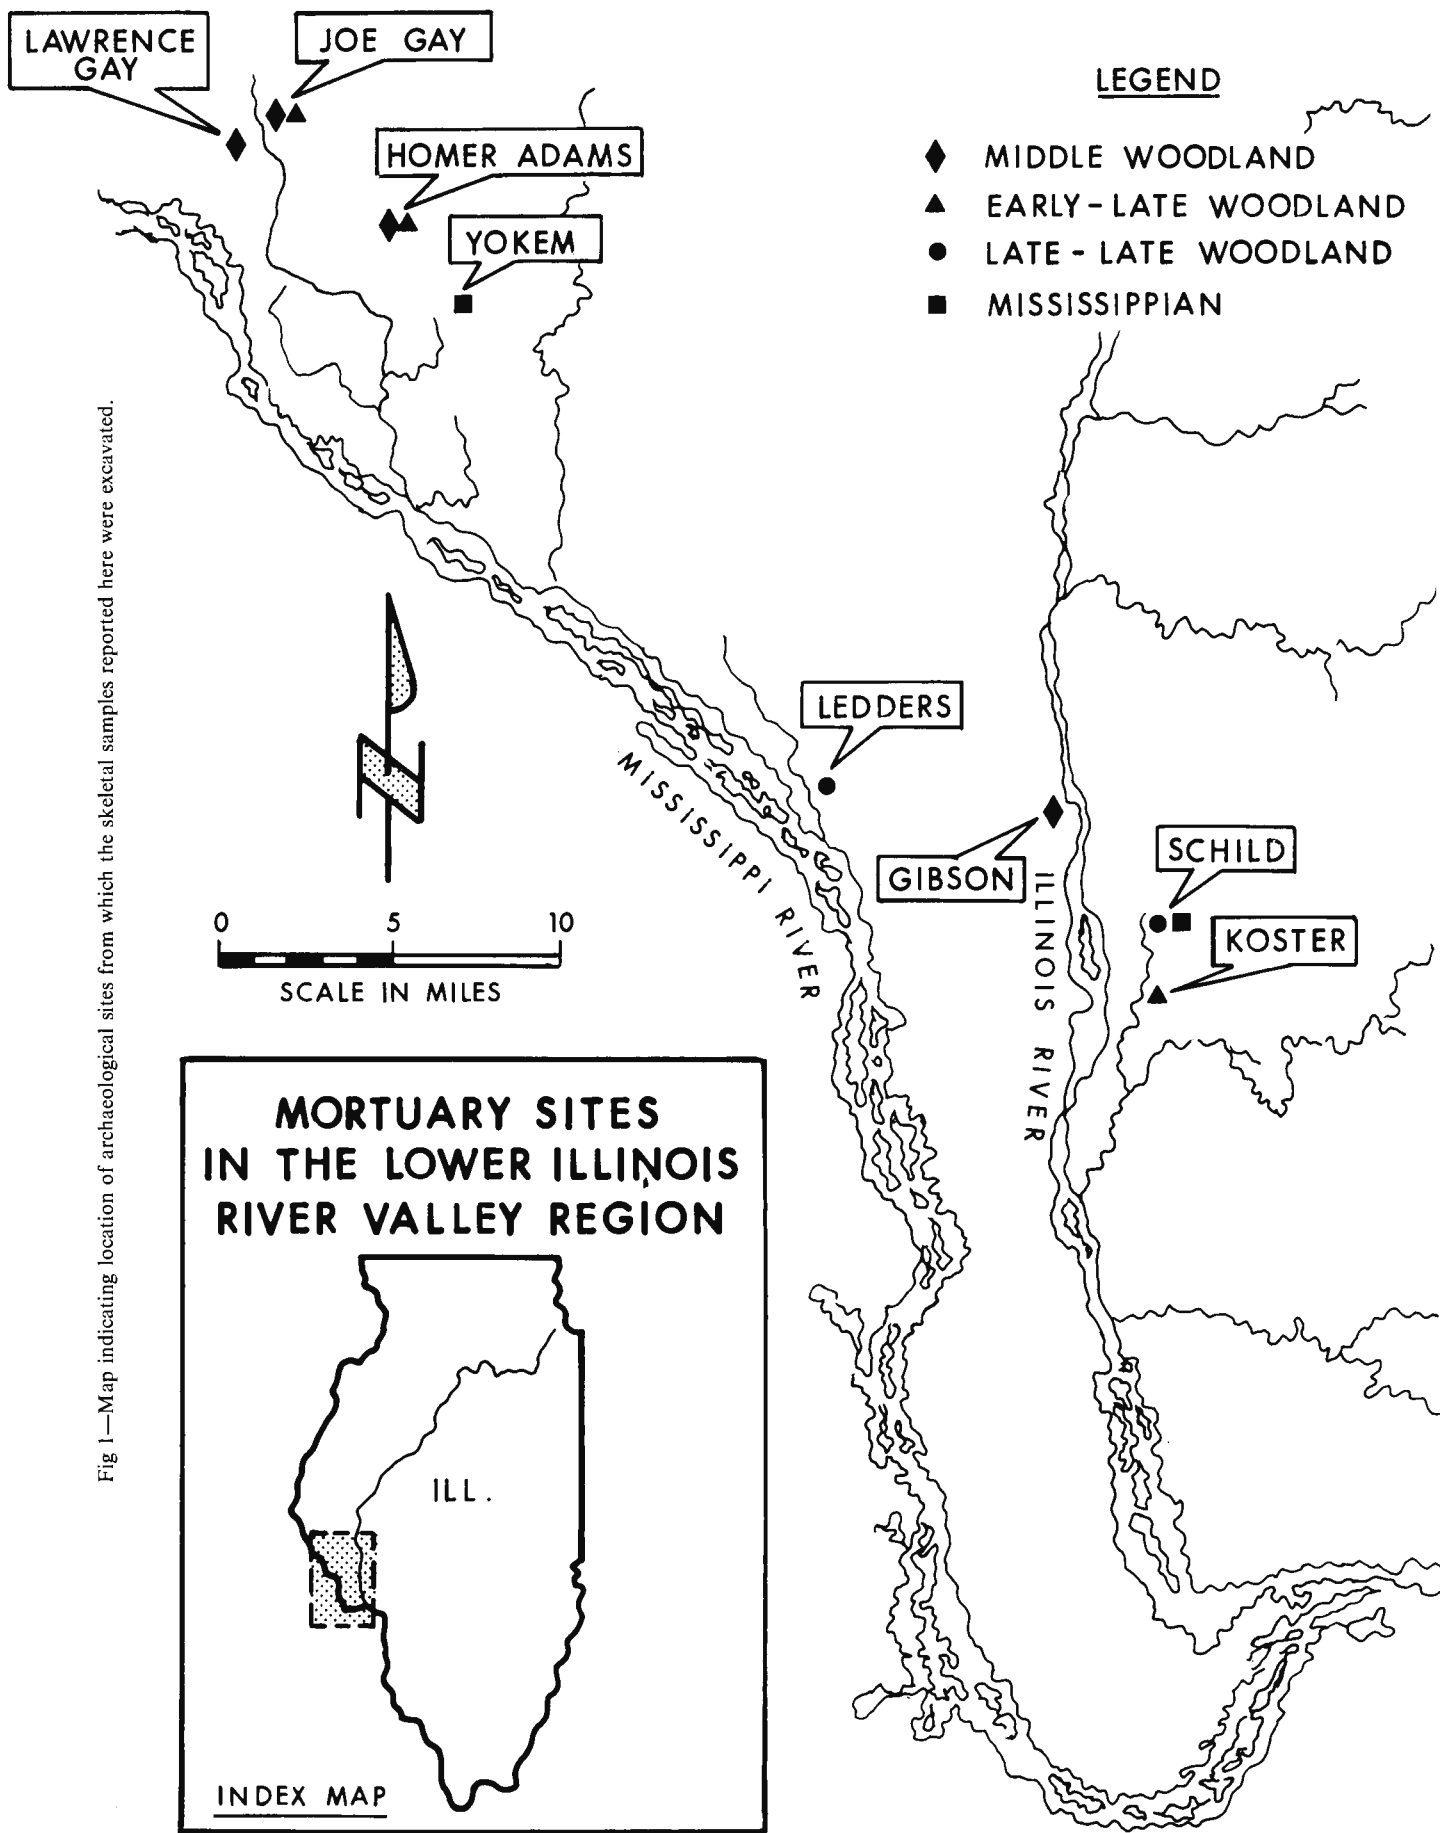 LAWRENCE
GAY
JOE GAY
HOMER ADAMS
YOKEM
LEGEND
MIDDLE WOODLAND
EARLY-LATE WOODLAND
LATE-LATE WOODLAND
MISSISSIPPIAN
Fig 1—Map indicating location of archaeological sites from which the skeletal samples reported here were excavated.
LEDDERS
MISSISSIPPI RIVER
GIBSON
ILLINOIS RIVER
SCHILD
KOSTER
0 5 10
SCALE IN MILES
MORTUARY SITES
IN THE LOWER ILLINOIS
RIVER VALLEY REGION
ILL.
INDEX MAP